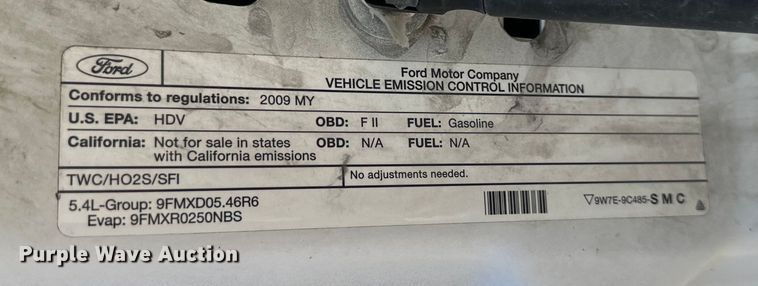 Ford
Ford Motor Company
VEHICLE EMISSION CONTROL INFORMATION
Conforms to regulations: 2009 MY
U.S. EPA: HDV OBD: F II FUEL: Gasoline
California: Not for sale in states OBD: N/A FUEL: N/A
with California emissions
TWC/HO2S/SFI No adjustments needed.
5.4L-Group: 9FMXD05.46R6 ▽9W7E-9C485-S M C
Evap: 9FMXR0250NBS
Purple Wave Auction